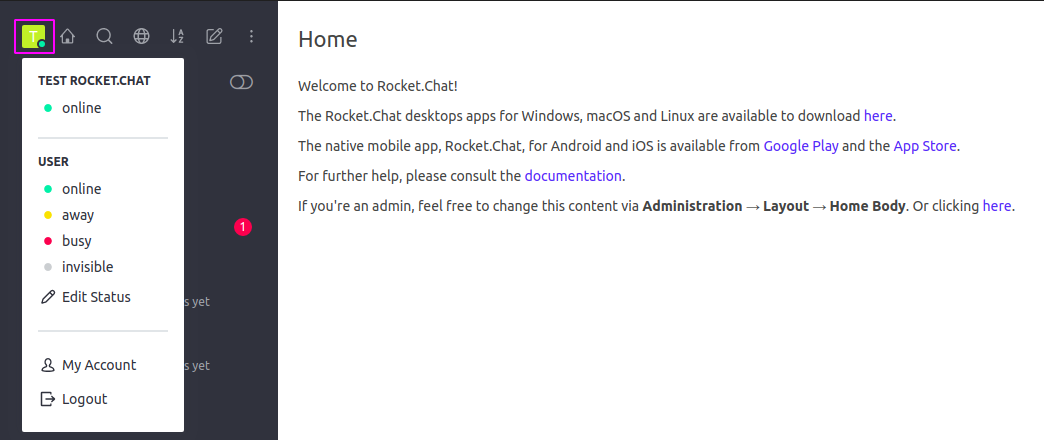 T
TEST ROCKET.CHAT
online
USER
online
away
busy
invisible
Edit Status
My Account
Logout
1
s yet
s yet
Home
Welcome to Rocket.Chat!
The Rocket.Chat desktops apps for Windows, macOS and Linux are available to download here.
The native mobile app, Rocket.Chat, for Android and iOS is available from Google Play and the App Store.
For further help, please consult the documentation.
If you're an admin, feel free to change this content via Administration → Layout → Home Body. Or clicking here.